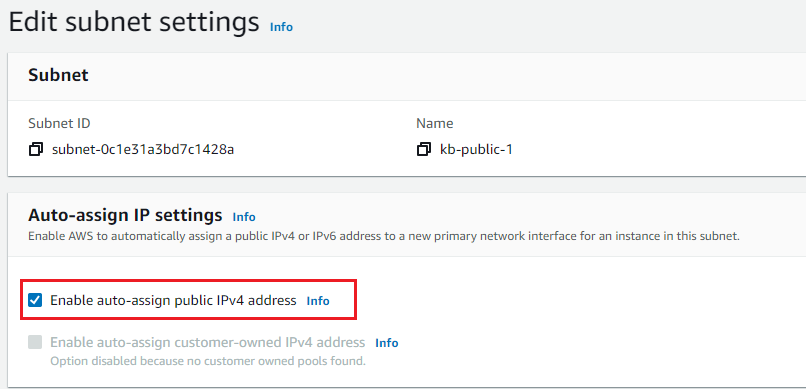 Edit subnet settings Info
Subnet
Subnet ID Name
subnet-0c1e31a3bd7c1428a kb-public-1
Auto-assign IP settings Info
Enable AWS to automatically assign a public IPv4 or IPv6 address to a new primary network interface for an instance in this subnet.
Enable auto-assign public IPv4 address Info
Enable auto-assign customer-owned IPv4 address Info
Option disabled because no customer owned pools found.